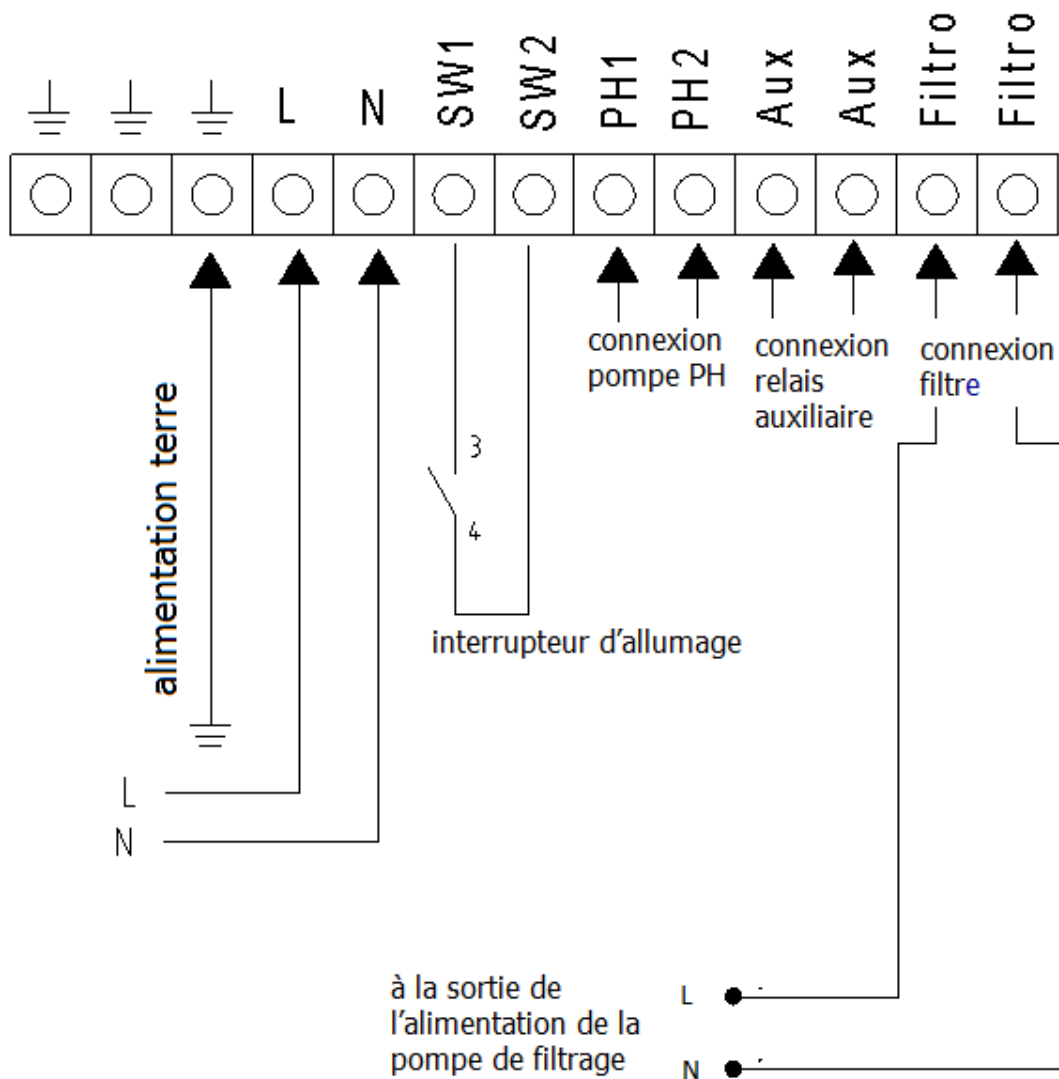 L
N
SW1
SW2
PH1
PH2
Aux
Aux
Filtro
Filtro
connexion
pompe PH
connexion
relais
auxiliaire
connexion
filtre
alimentation terre
3
4
interrupteur d'allumage
L
N
à la sortie de
l'alimentation de la
pompe de filtrage
L
N